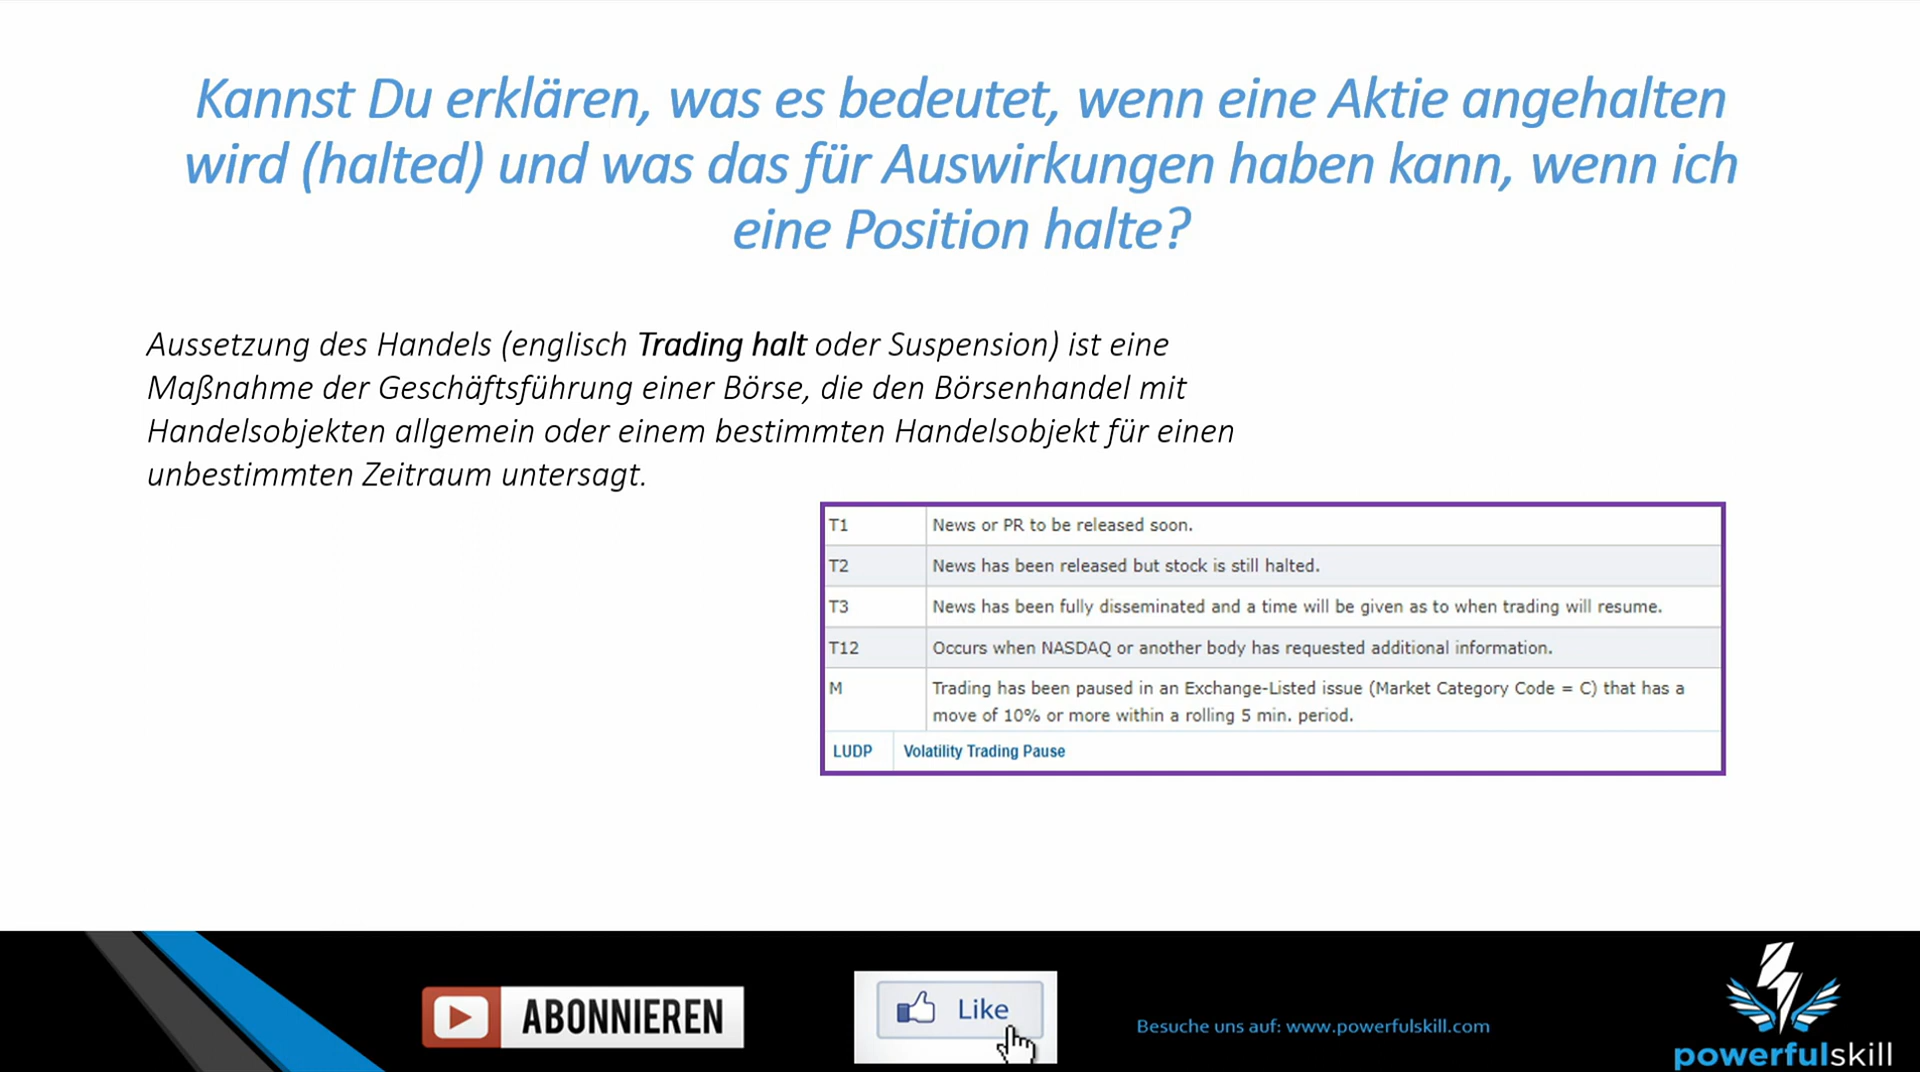 Kannst Du erklären, was es bedeutet, wenn eine Aktie angehalten
wird (halted) und was das für Auswirkungen haben kann, wenn ich
eine Position halte?
Aussetzung des Handels (englisch Trading halt oder Suspension) ist eine
Maßnahme der Geschäftsführung einer Börse, die den Börsenhandel mit
Handelsobjekten allgemein oder einem bestimmten Handelsobjekt für einen
unbestimmten Zeitraum untersagt.
T1 News or PR to be released soon.
T2 News has been released but stock is still halted.
T3 News has been fully disseminated and a time will be given as to when trading will resume.
T12 Occurs when NASDAQ or another body has requested additional information.
M Trading has been paused in an Exchange-Listed issue (Market Category Code = C) that has a
move of 10% or more within a rolling 5 min. period.
LUDP Volatility Trading Pause
ABONNIEREN
Like
Besuche uns auf: www.powerfulskill.com
powerfulskill